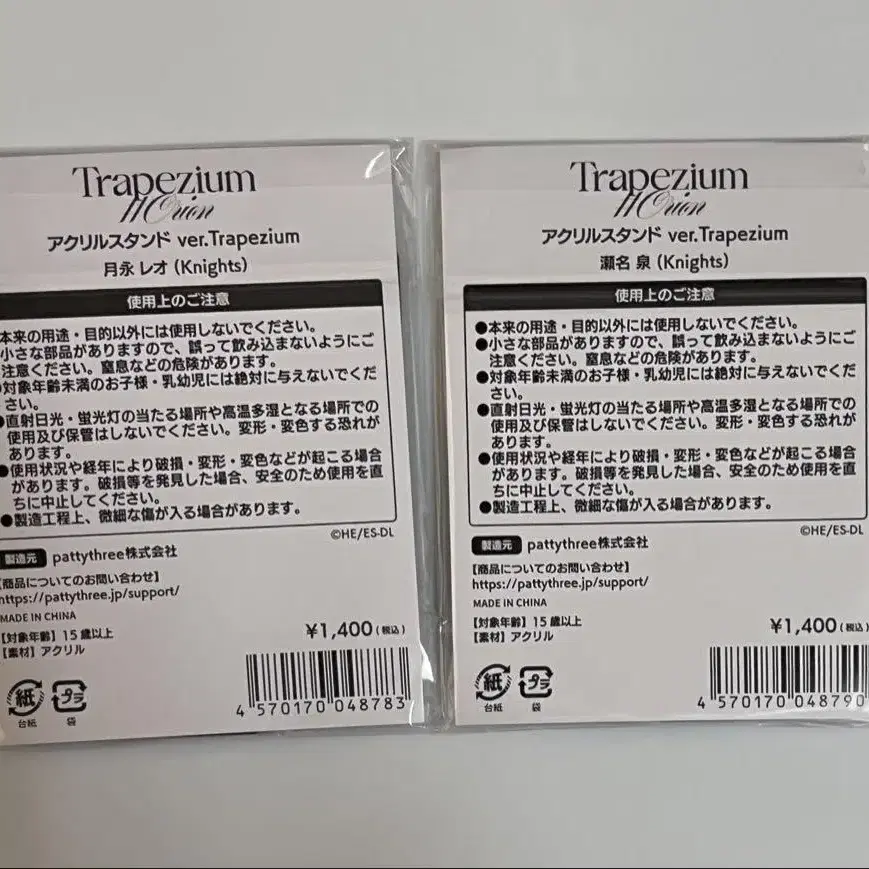 Trapezium
Orion
アクリルスタンド ver.Trapezium
月永 レオ (Knights)
使用上のご注意
本来の用途・目的以外には使用しないでください。
小さな部品がありますので、誤って飲み込まないようにご
注意ください。窒息などの危険があります。
対象年齢未満のお子様・乳幼児には絶対に与えないでくだ
さい。
●直射日光・蛍光灯の当たる場所や高温多湿となる場所での
使用及び保管はしないでください。変形・変色する恐れが
あります。
●使用状況や経年により破損・変形・変色などが起こる場合
があります。破損等を発見した場合、安全のため使用を直
ちに中止してください。
●製造工程上、微細な傷が入る場合があります。
©HE/ES-DL
製造元 pattythree株式会社
【商品についてのお問い合わせ】
https://pattythree.jp/support/
MADE IN CHINA
【対象年齢】15歳以上
【素材】アクリル
¥1,400(税込)
紙
台紙
プラ
袋
4 570170 048783
Trapezium
Orion
アクリルスタンド ver.Trapezium
瀬名 泉 (Knights)
使用上のご注意
●本来の用途・目的以外には使用しないでください。
●小さな部品がありますので、誤って飲み込まないようにご
注意ください。窒息などの危険があります。
●対象年齢未満のお子様・乳幼児には絶対に与えないでくだ
さい。
●直射日光・蛍光灯の当たる場所や高温多湿となる場所での
使用及び保管はしないでください。変形・変色する恐れが
あります。
●使用状況や経年により破損・変形・変色などが起こる場合
があります。破損等を発見した場合、安全のため使用を直
ちに中止してください。
●製造工程上、微細な傷が入る場合があります。
©HE/ES-DL
製造元 pattythree株式会社
【商品についてのお問い合わせ】
https://pattythree.jp/support/
MADE IN CHINA
【対象年齢】15歳以上
【素材】アクリル
¥1,400(税込)
紙
台紙
プラ
袋
4 570170 048790